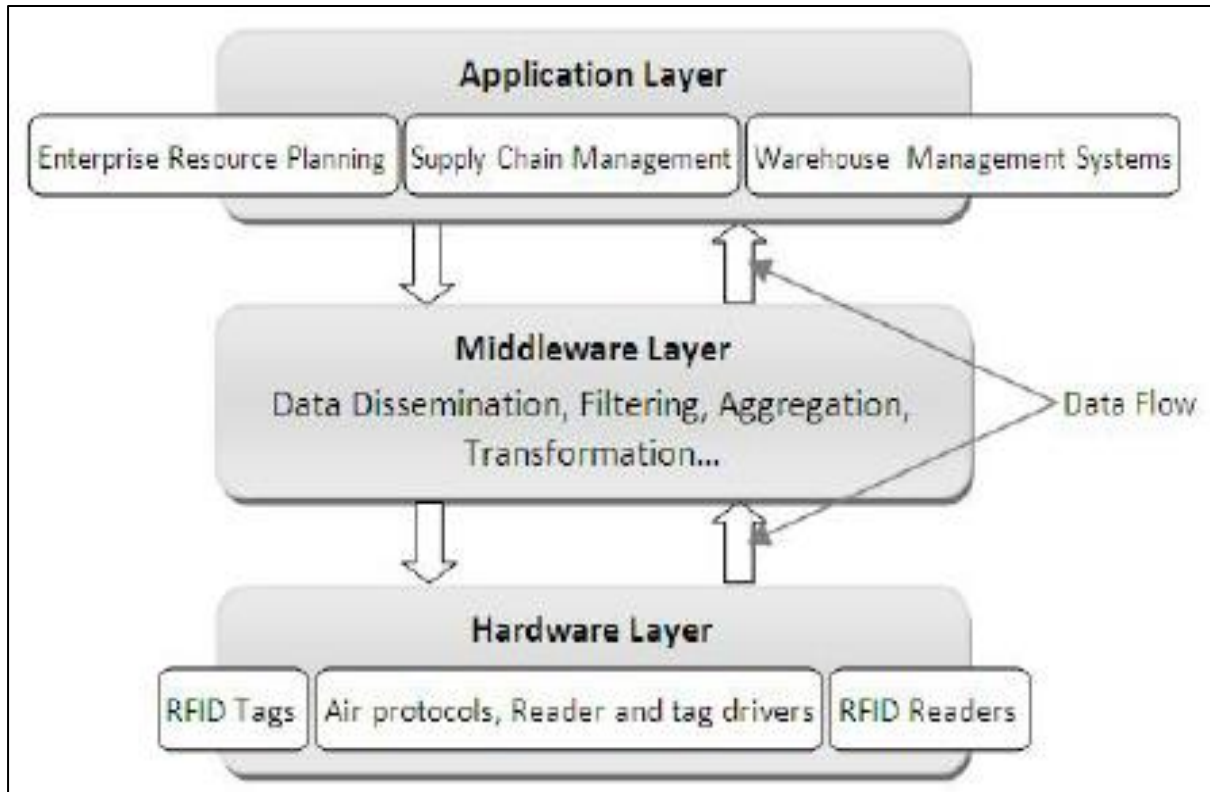 Application Layer
Enterprise Resource Planning
Supply Chain Management
Warehouse Management Systems
Middleware Layer
Data Dissemination, Filtering, Aggregation,
Transformation...
Data Flow
Hardware Layer
RFID Tags
Air protocols, Reader and tag drivers
RFID Readers